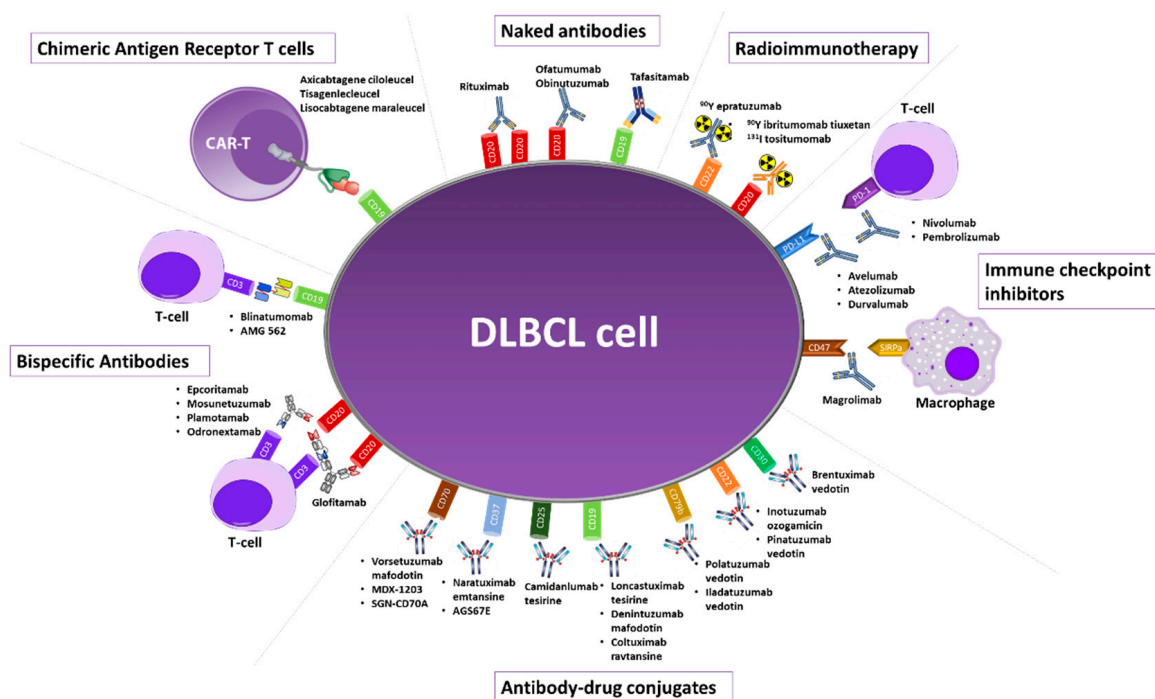 Chimeric Antigen Receptor T cells
Axicabtagene ciloleucel
Tisagenlecleucel
Lisocabtagene maraleucel
CAR-T
CD19
Naked antibodies
Rituximab
Ofatumumab
Obinutuzumab
Tafasitamab
CD20
CD20
CD20
CD19
Radioimmunotherapy
90Y epratuzumab
• 90Y ibritumomab tiuxetan
131I tositumomab
CD22
CD20
T-cell
PD-1
PD-L1
• Nivolumab
• Pembrolizumab
• Avelumab
• Atezolizumab
• Durvalumab
Immune checkpoint
inhibitors
CD47
SIRPa
Magrolimab
Macrophage
DLBCL cell
T-cell
CD3
CD19
• Blinatumomab
• AMG 562
Bispecific Antibodies
• Epcoritamab
• Mosunetuzumab
• Plamotamab
• Odronextamab
CD20
CD20
CD3
CD3
Glofitamab
T-cell
CD70
CD37
CD25
CD19
CD79b
CD22
CD30
• Vorsetuzumab
mafodotin
• MDX-1203
• SGN-CD70A
• Naratuximab
emtansine
• AGS67E
Camidanlumab
tesirine
• Loncastuximab
tesirine
• Denintuzumab
mafodotin
• Coltuximab
ravtansine
• Polatuzumab
vedotin
• Iladatuzumab
vedotin
• Inotuzumab
ozogamicin
• Pinatuzumab
vedotin
Brentuximab
vedotin
Antibody-drug conjugates